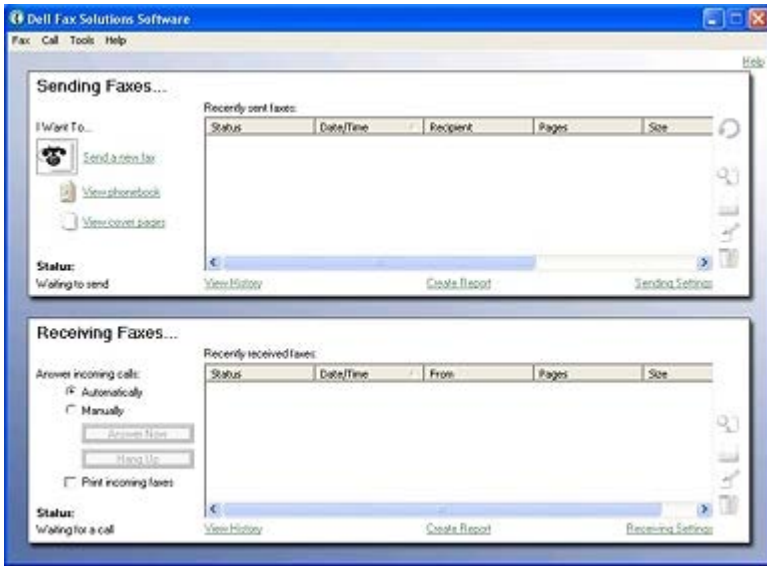 Dell Fax Solutions Software
Fax Call Tools Help
Help
Sending Faxes...
Recently sent faxes:
I Want To...
Status Date/Time Recipient Pages Size
Send a new fax
View phonebook
View cover pages
Status:
Waiting to send
View History Create Report Sending Settings
Receiving Faxes...
Recently received faxes:
Answer incoming calls:
Status Date/Time From Pages Size
Automatically
Manually
Answer Now
Hang Up
Print incoming faxes
Status:
Waiting for a call
View History Create Report Receiving Settings